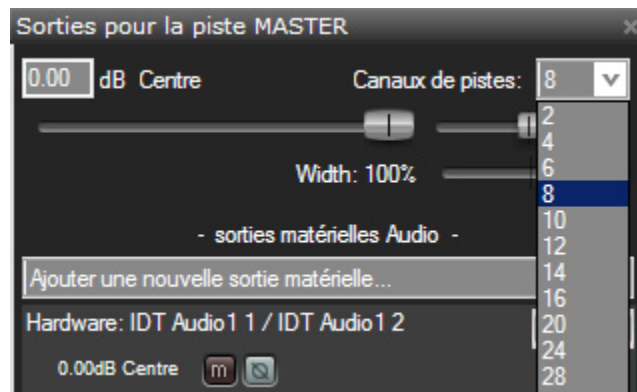 Sorties pour la piste MASTER
0.00 dB Centre Canaux de pistes: 8
2
4
Width: 100% 6
8
- sorties matérielles Audio - 10
12
Ajouter une nouvelle sortie matérielle... 14
16
Hardware: IDT Audio1 1 / IDT Audio1 2 20
24
0.00dB Centre m 28